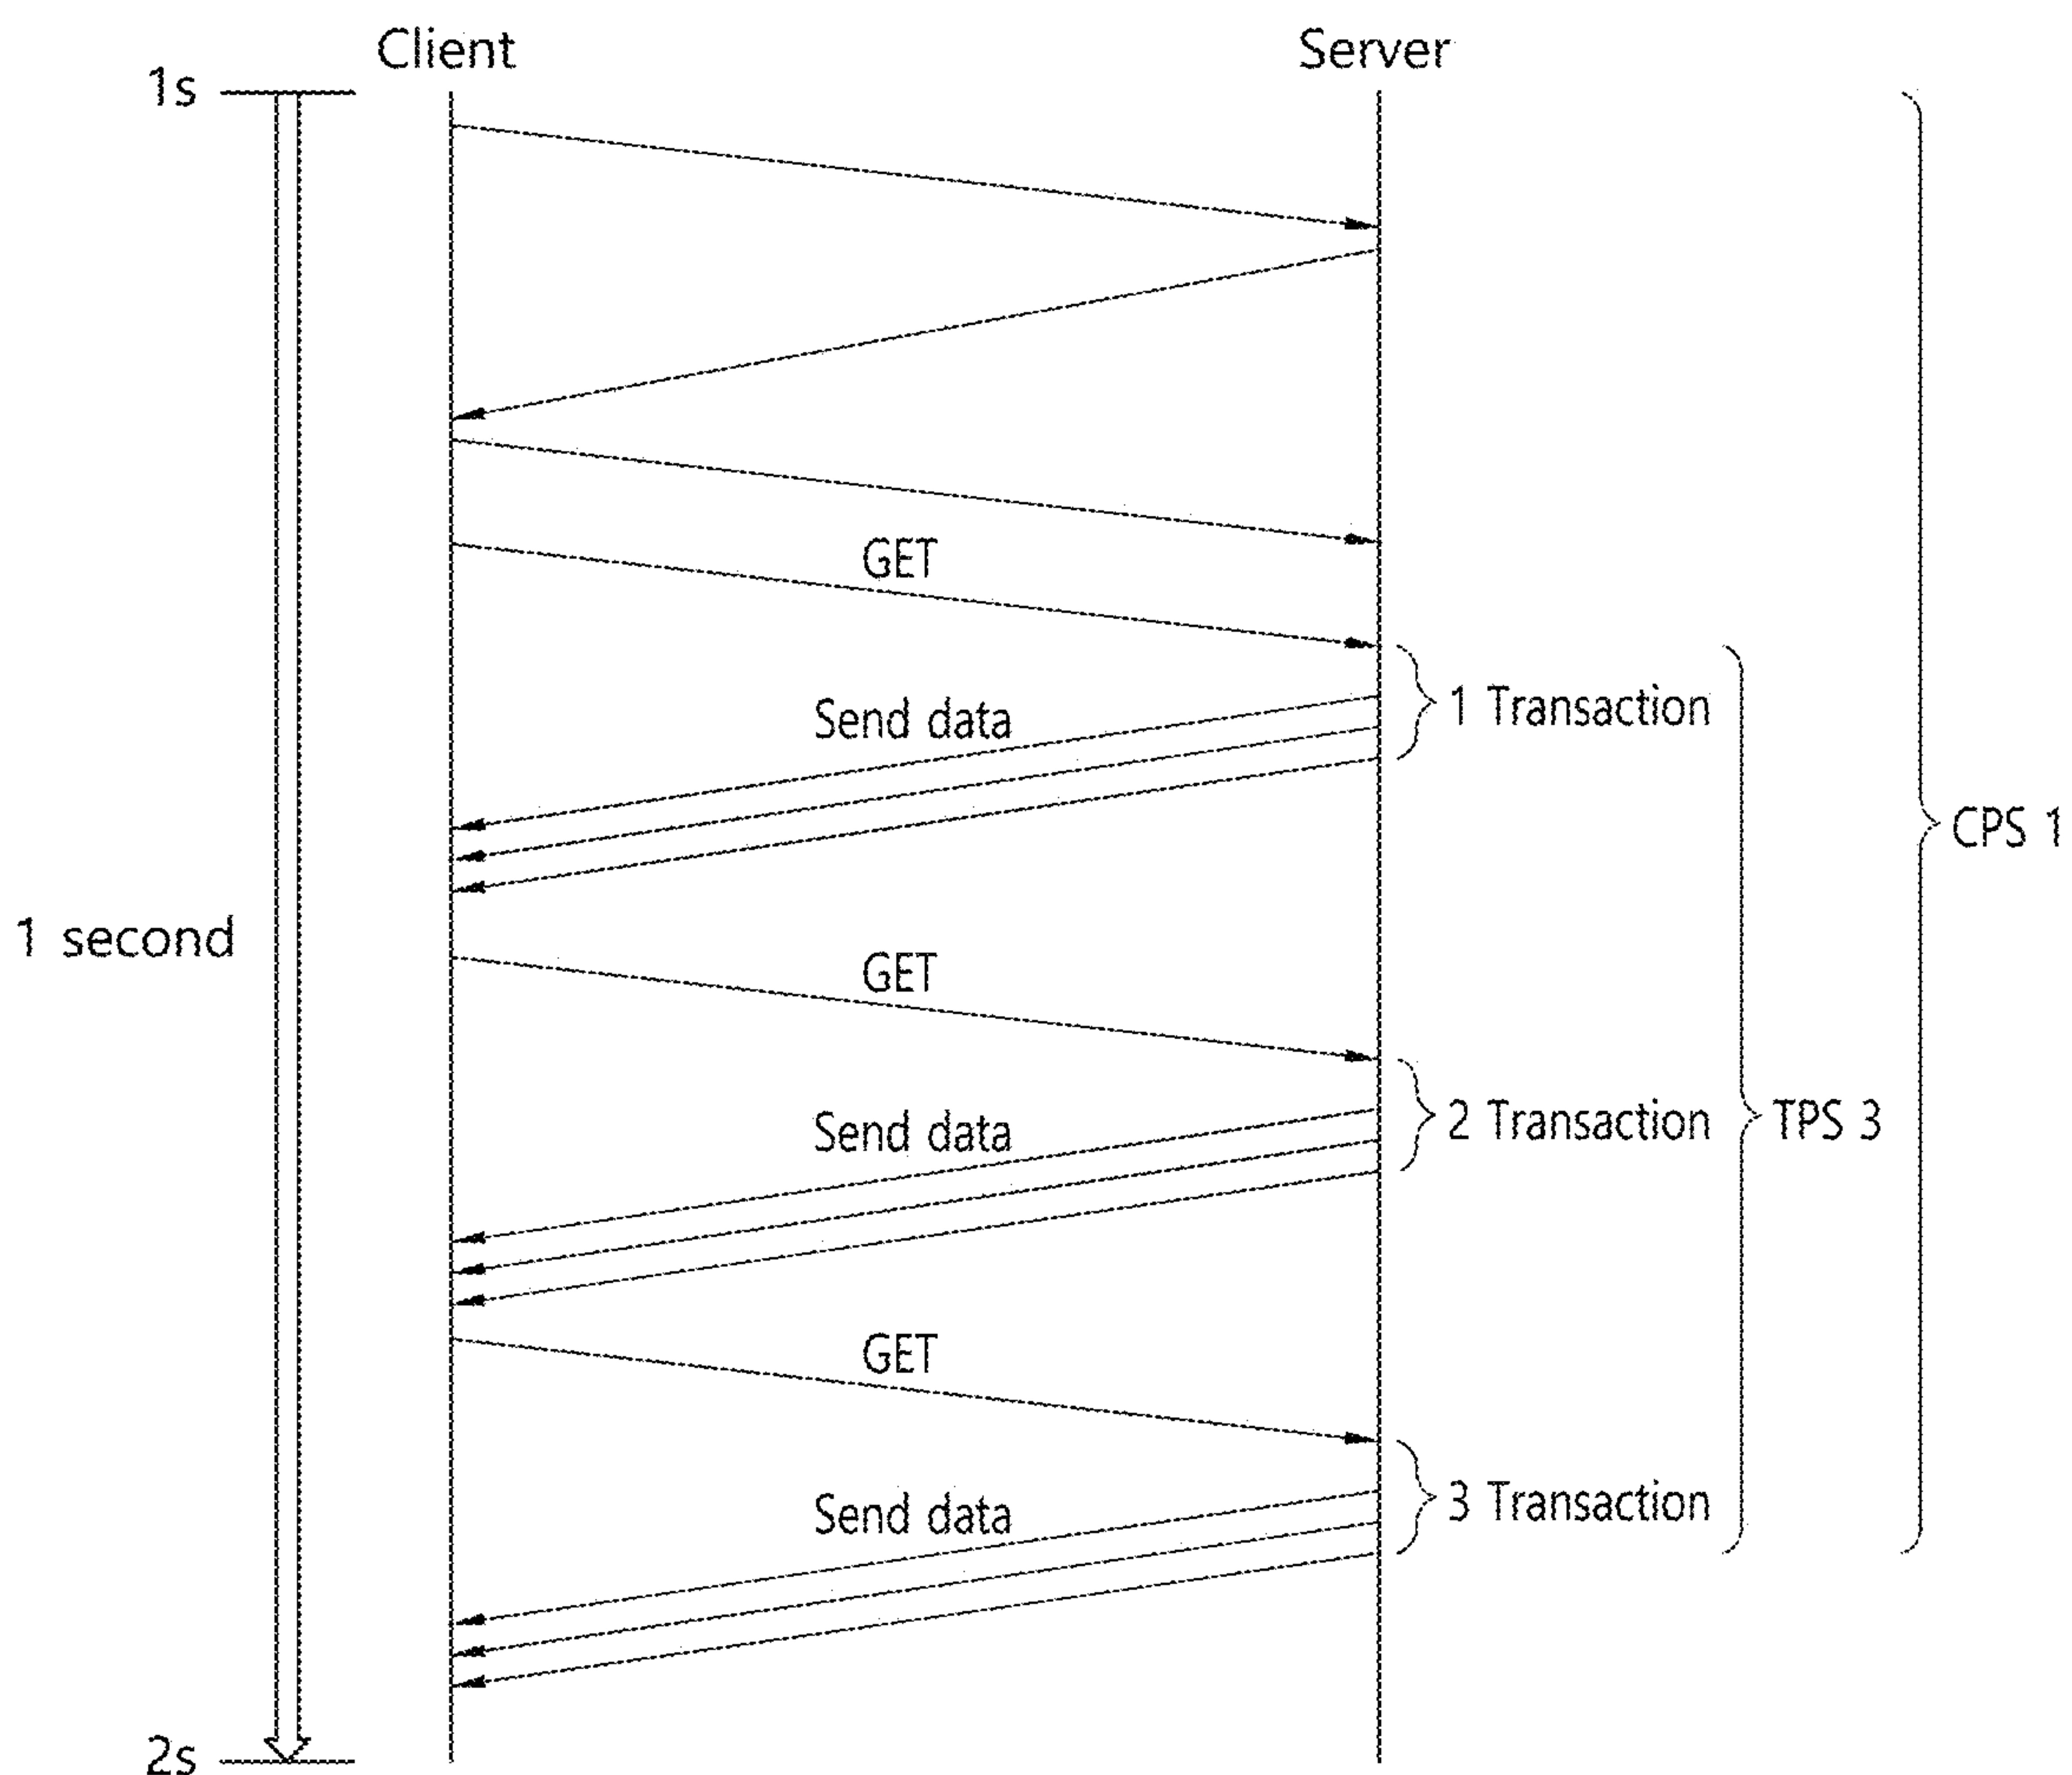 Client
Server
1s
GET
Send data
1 Transaction
CPS 1
1 second
GET
Send data
2 Transaction
TPS 3
GET
Send data
3 Transaction
2s